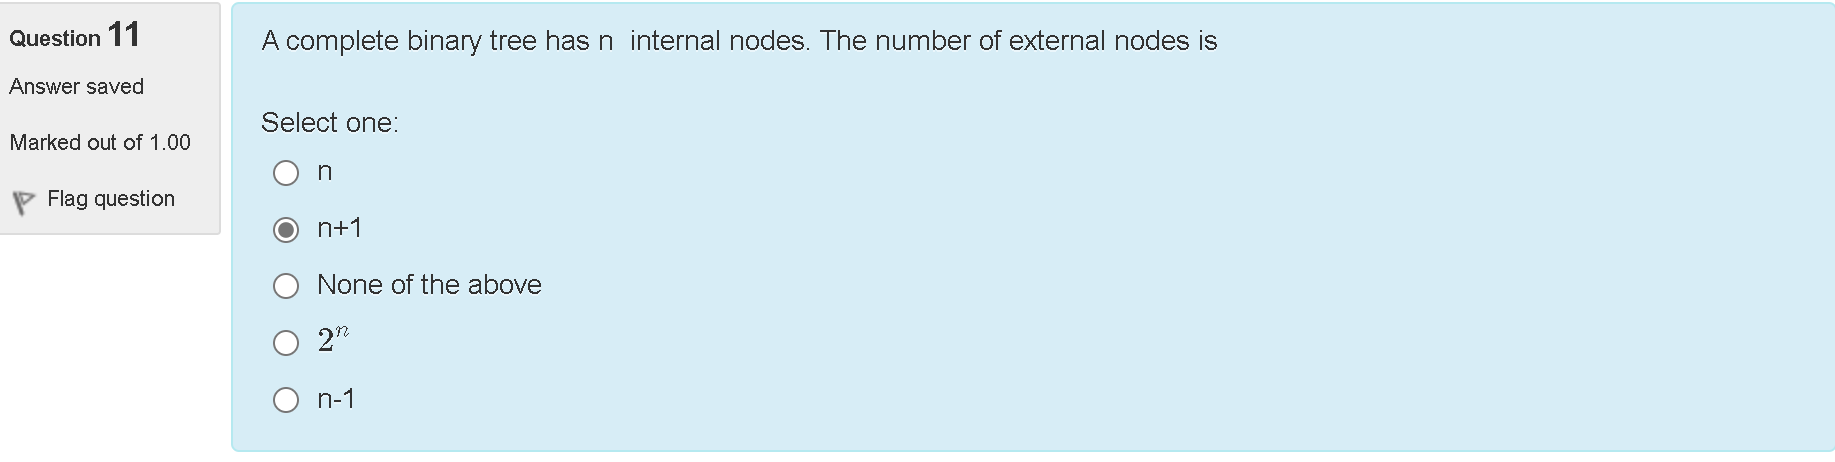 Question 11
Answer saved
Marked out of 1.00
Flag question
A complete binary tree has n internal nodes. The number of external nodes is
Select one:
n
n+1
None of the above
2ⁿ
n-1